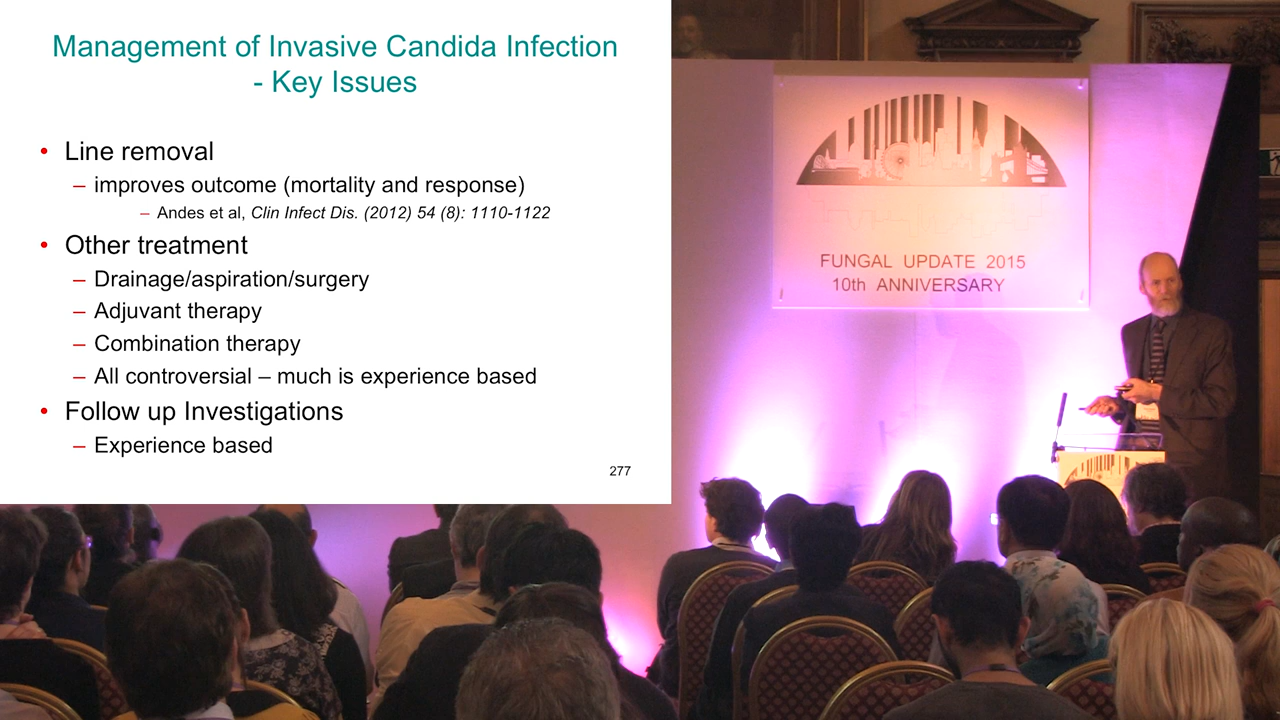 Management of Invasive Candida Infection
- Key Issues
• Line removal
– improves outcome (mortality and response)
– Andes et al, Clin Infect Dis. (2012) 54 (8): 1110-1122
• Other treatment
– Drainage/aspiration/surgery
– Adjuvant therapy
– Combination therapy
– All controversial – much is experience based
• Follow up Investigations
– Experience based
277
FUNGAL UPDATE 2015
10th ANNIVERSARY